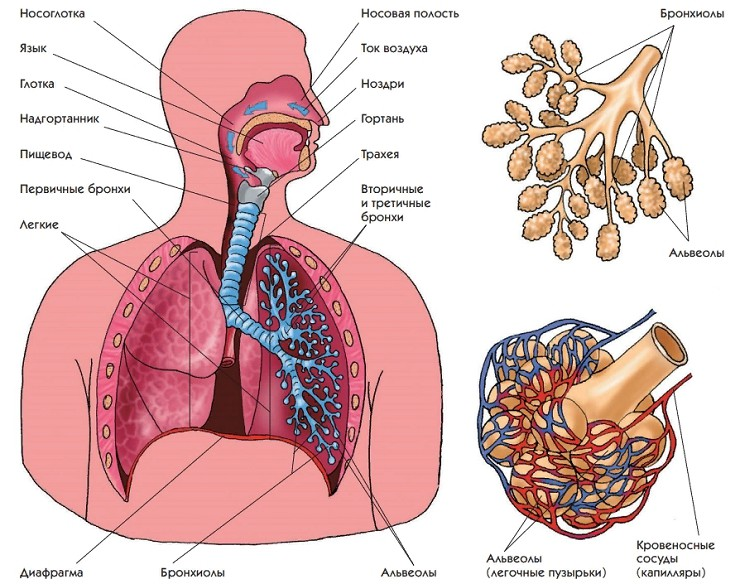 Носоглотка
Язык
Глотка
Надгортанник
Пищевод
Первичные бронхи
Легкие
Носовая полость
Ток воздуха
Ноздри
Гортань
Трахея
Вторичные
и третичные
бронхи
Диафрагма
Бронхиолы
Альвеолы
Бронхиолы
Альвеолы
Альвеолы
(легочные пузырьки)
Кровеносные
сосуды
(капилляры)